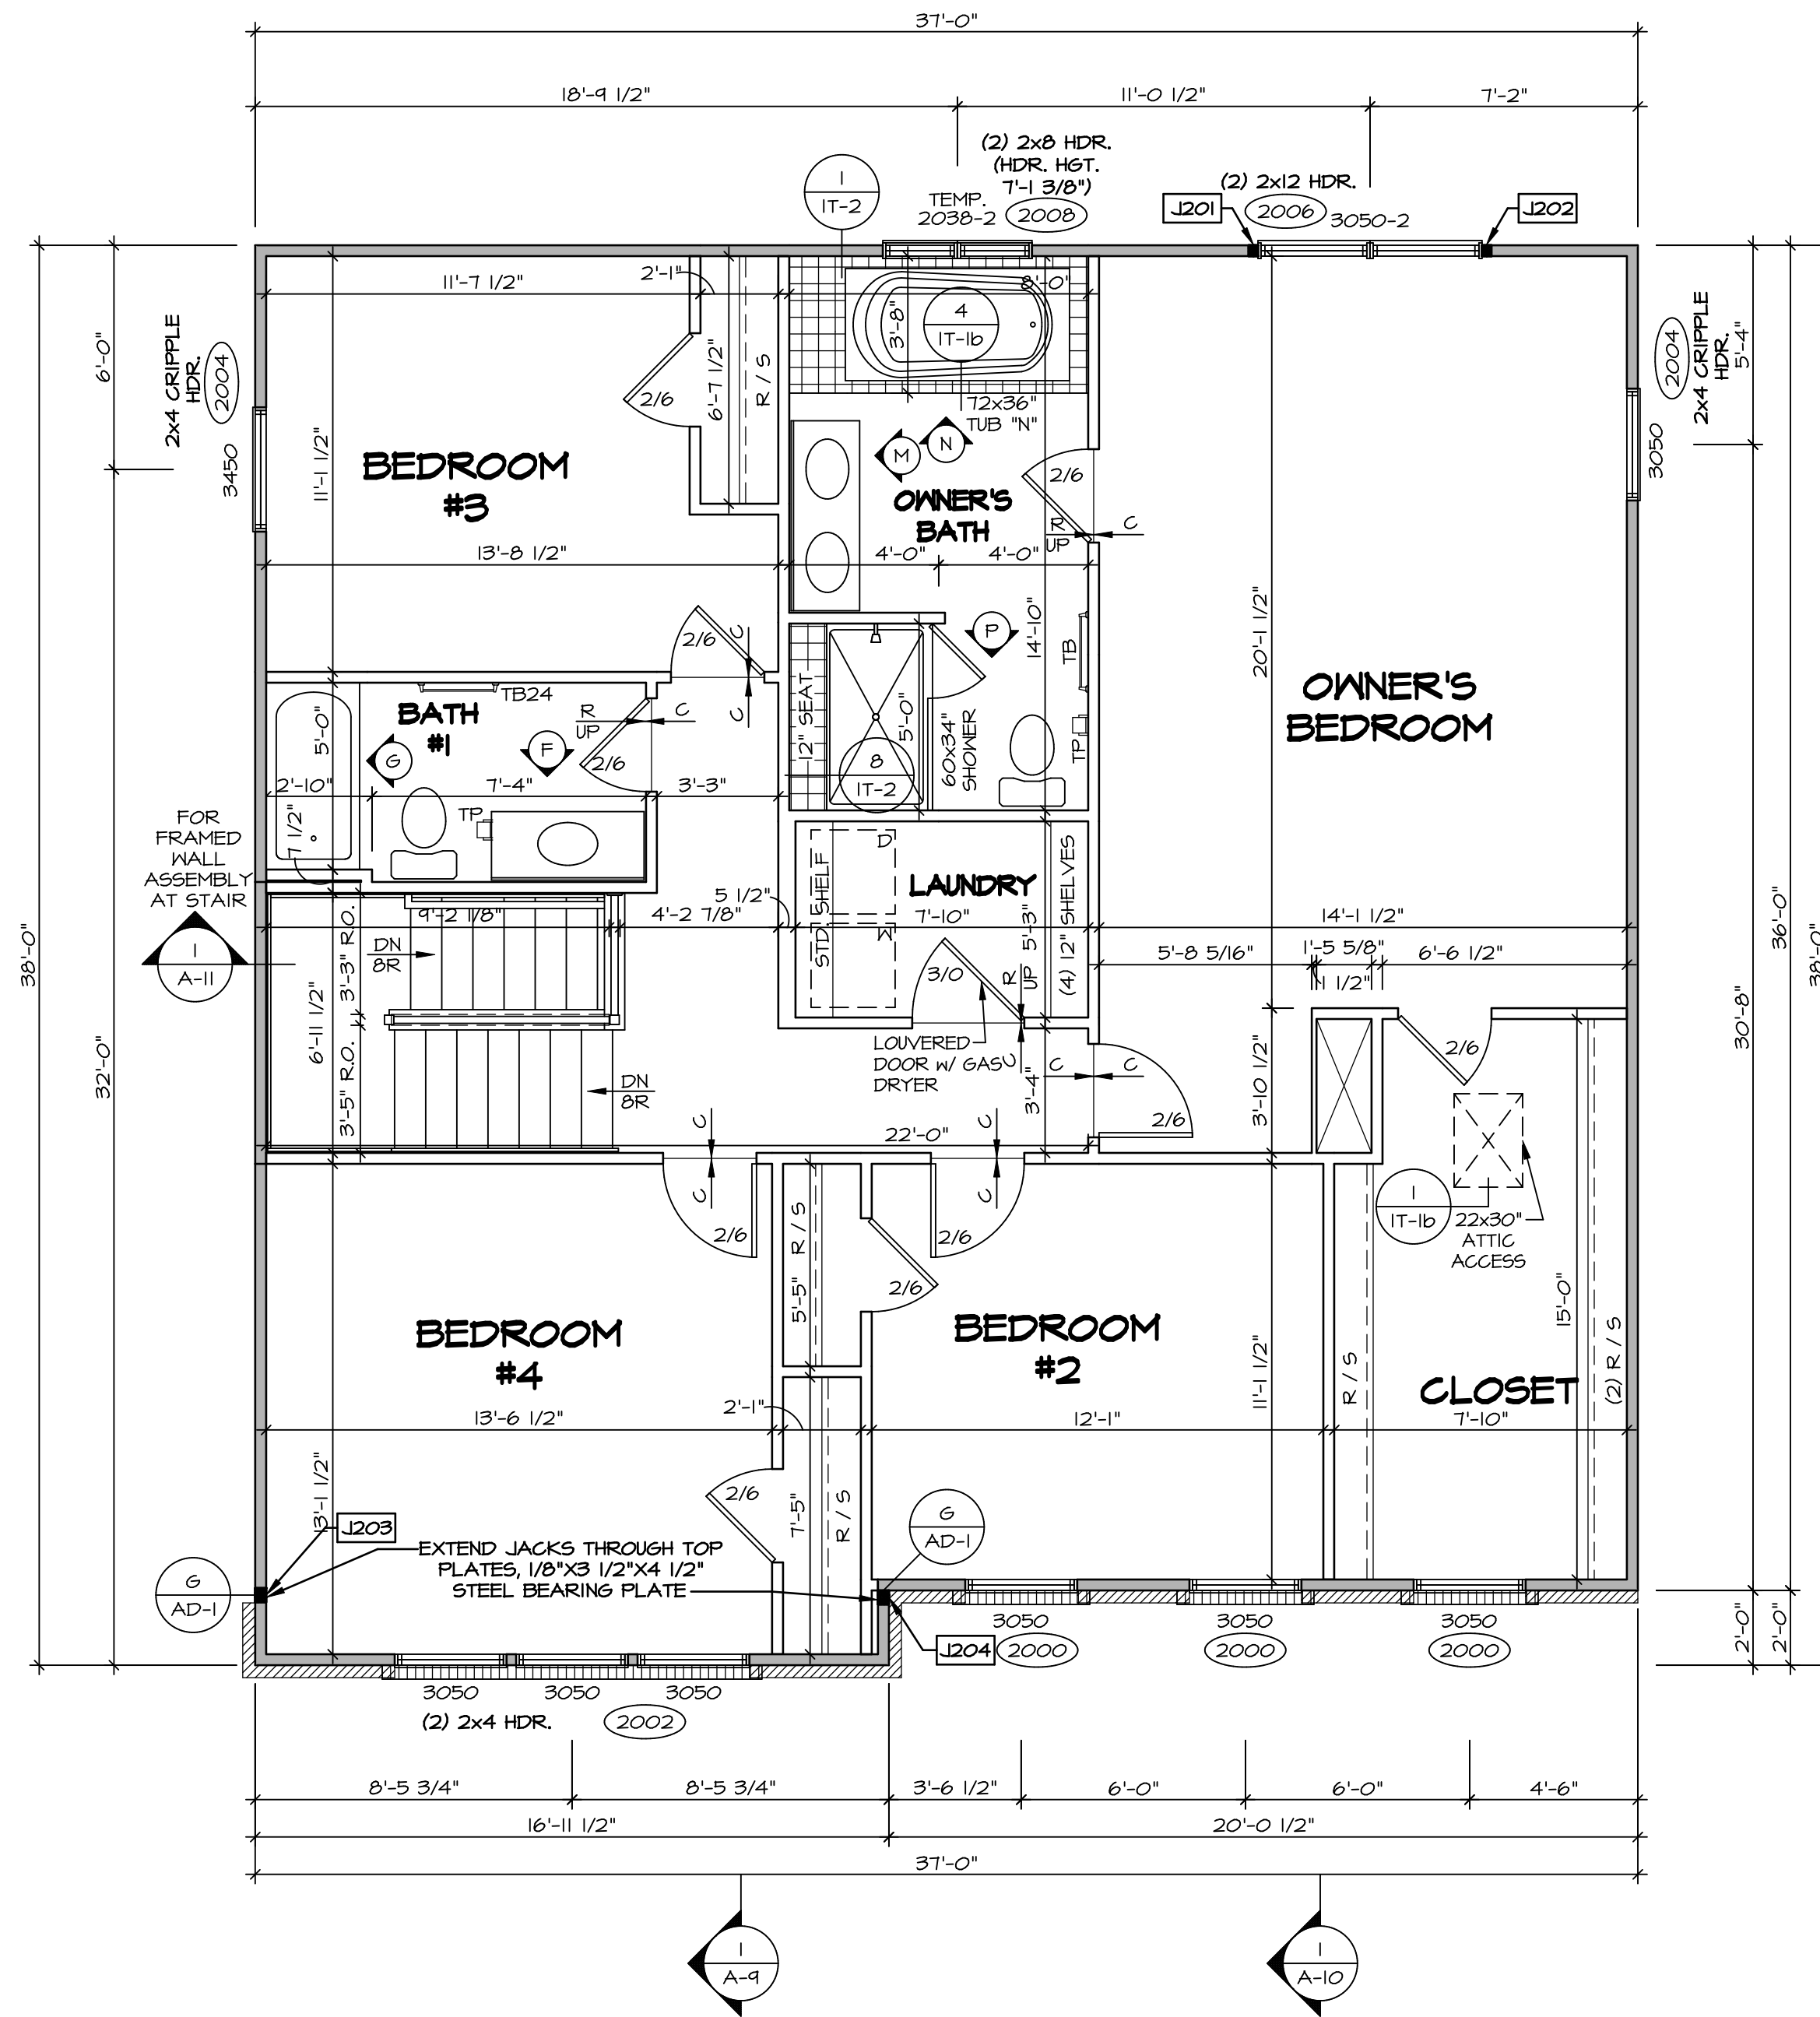 37'-0"
18'-9 1/2"
11'-0 1/2"
7'-2"
(2) 2x8 HDR.
(HDR. HGT.
7'-1 3/8")
1
IT-2
TEMP.
2038-2
2008
(2) 2x12 HDR.
J201
2006
3050-2
J202
11'-7 1/2"
2'-1"
8'-0"
6'-0"
2x4 CRIPPLE
HDR.
2004
3450
11'-1 1/2"
2/6
6'-7 1/2"
R / S
3'-8"
4
IT-1b
72x36"
TUB "N"
2004
2x4 CRIPPLE
HDR.
5'-4"
3050
BEDROOM
#3
M
N
2/6
OWNER'S
BATH
R
UP
C
13'-8 1/2"
4'-0"
4'-0"
2/6
C
C
P
14'-10"
TB
20'-1 1/2"
OWNER'S
BEDROOM
TB24
BATH
#1
5'-0"
R
UP
C
G
F
2/6
12" SEAT
5'-0"
60x34"
SHOWER
TP
8
IT-2
2'-10"
7'-4"
3'-3"
7 1/2"
TP
FOR
FRAMED
WALL
ASSEMBLY
AT STAIR
1
A-11
D
W
STD. SHELF
LAUNDRY
(4) 12" SHELVES
5 1/2"
9'-2 1/8"
4'-2 7/8"
7'-10"
5'-3"
14'-1 1/2"
DN
8R
3'-3" R.O.
3/0
R
UP
5'-8 5/16"
1'-5 5/8"
6'-6 1/2"
1 1/2"
38'-0"
32'-0"
6'-11 1/2"
3'-5" R.O.
DN
8R
LOUVERED
DOOR W/ GAS
DRYER
C
C
C
3'-4"
2/6
3'-10 1/2"
2/6
36'-0"
38'-0"
30'-8"
22'-0"
C
C
C
C
1
IT-1b
22x30"
ATTIC
ACCESS
2/6
R / S
2/6
5'-5"
2/6
BEDROOM
#4
BEDROOM
#2
11'-1 1/2"
R / S
15'-0"
(2) R / S
CLOSET
13'-6 1/2"
2'-1"
12'-1"
7'-10"
13'-1 1/2"
2/6
7'-5"
R / S
J203
EXTEND JACKS THROUGH TOP
PLATES, 1/8"X3 1/2"X4 1/2"
STEEL BEARING PLATE
G
AD-1
G
AD-1
J204
3050
2000
3050
2000
3050
2000
2'-0"
2'-0"
3050
3050
3050
(2) 2x4 HDR.
2002
8'-5 3/4"
8'-5 3/4"
3'-6 1/2"
6'-0"
6'-0"
4'-6"
16'-11 1/2"
20'-0 1/2"
37'-0"
1
A-9
1
A-10